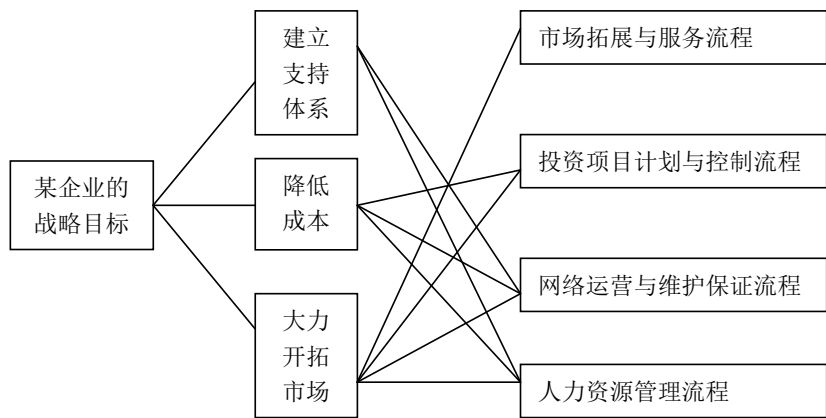 某企业的
战略目标
建立
支持
体系
降低
成本
大力
开拓
市场
市场拓展与服务流程
投资项目计划与控制流程
网络运营与维护保证流程
人力资源管理流程